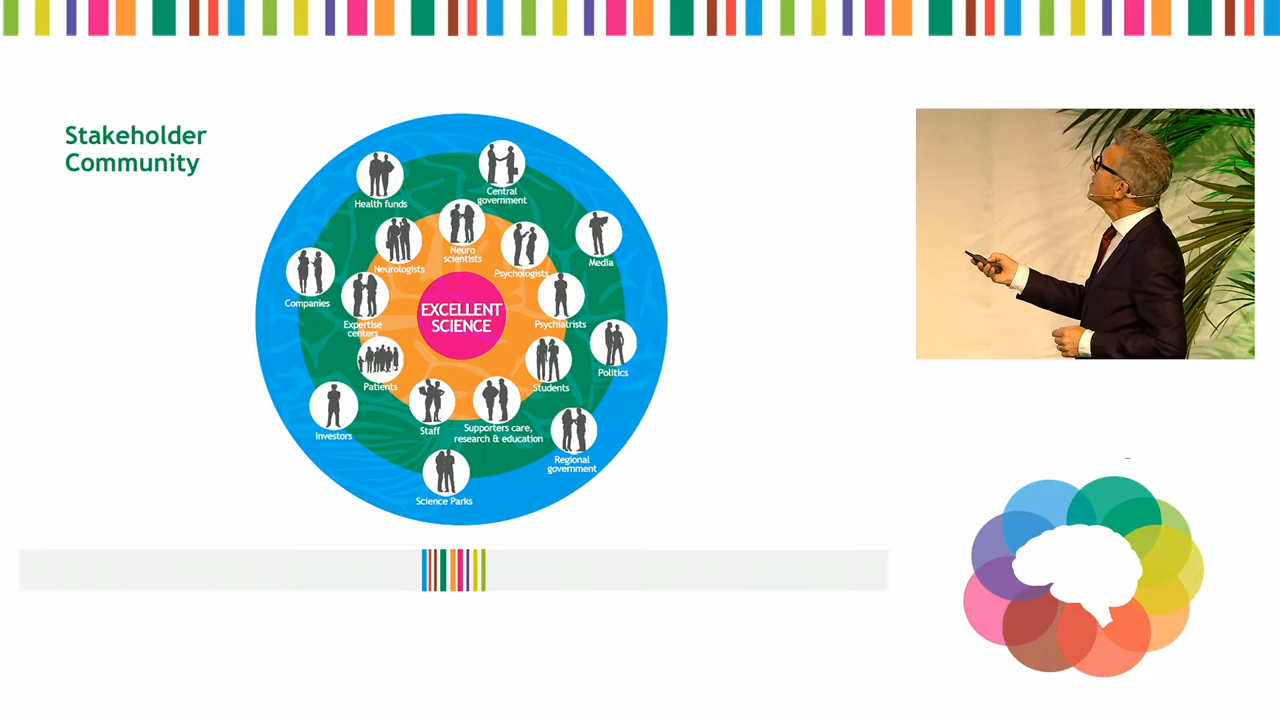 Stakeholder
Community
Health funds
Central
government
Neuro
scientists
Neurologists
Psychologists
Media
Companies
Expertise
centers
EXCELLENT
SCIENCE
Psychiatrists
Politics
Patients
Students
Investors
Staff
Supporters care,
research & education
Regional
government
Science Parks